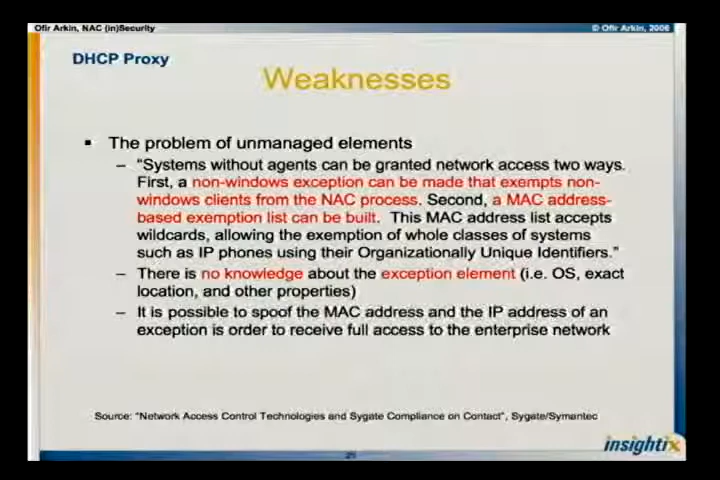 Ofir Arkin, NAC (in)Security
© Ofir Arkin, 2006
DHCP Proxy
Weaknesses
▪ The problem of unmanaged elements
– "Systems without agents can be granted network access two ways.
First, a non-windows exception can be made that exempts non-
windows clients from the NAC process. Second, a MAC address-
based exemption list can be built. This MAC address list accepts
wildcards, allowing the exemption of whole classes of systems
such as IP phones using their Organizationally Unique Identifiers."
– There is no knowledge about the exception element (i.e. OS, exact
location, and other properties)
– It is possible to spoof the MAC address and the IP address of an
exception is order to receive full access to the enterprise network
Source: "Network Access Control Technologies and Sygate Compliance on Contact", Sygate/Symantec
insightix